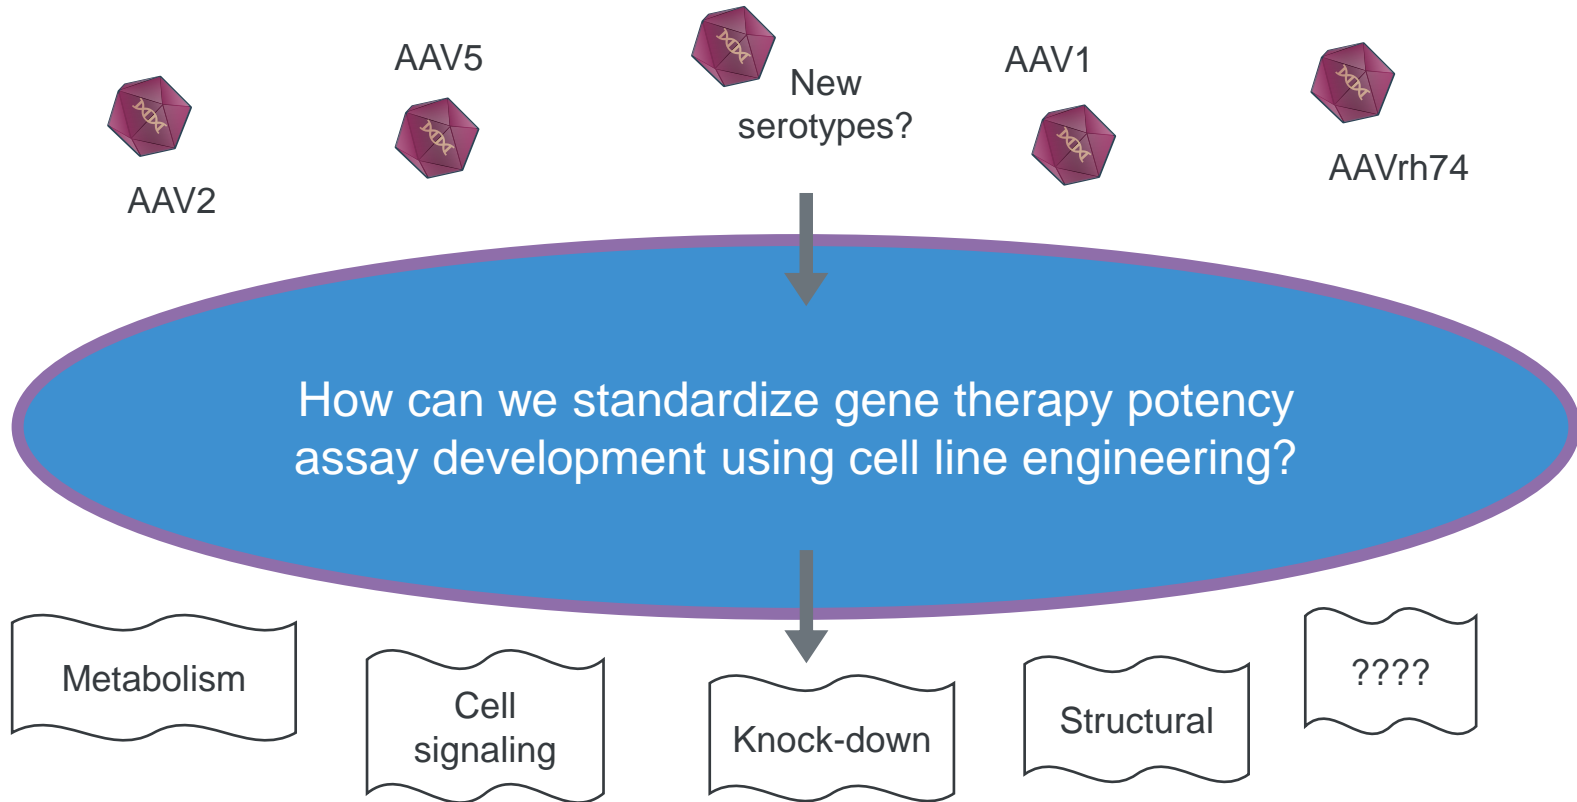 AAV5
AAV1
New
serotypes?
AAV2
AAVrh74
How can we standardize gene therapy potency
assay development using cell line engineering?
Metabolism
Cell
signaling
Knock-down
Structural
????